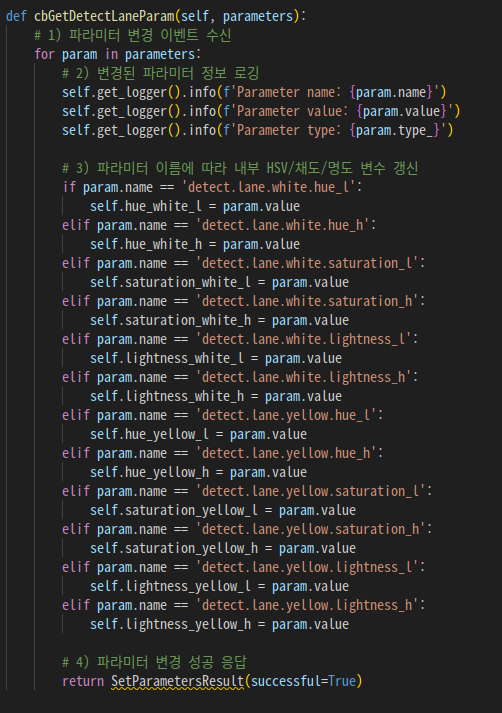 def cbGetDetectLaneParam(self, parameters):
    # 1) 파라미터 변경 이벤트 수신
    for param in parameters:
        # 2) 변경된 파라미터 정보 로깅
        self.get_logger().info(f'Parameter name: {param.name}')
        self.get_logger().info(f'Parameter value: {param.value}')
        self.get_logger().info(f'Parameter type: {param.type_}')

        # 3) 파라미터 이름에 따라 내부 HSV/채도/명도 변수 갱신
        if param.name == 'detect.lane.white.hue_l':
            self.hue_white_l = param.value
        elif param.name == 'detect.lane.white.hue_h':
            self.hue_white_h = param.value
        elif param.name == 'detect.lane.white.saturation_l':
            self.saturation_white_l = param.value
        elif param.name == 'detect.lane.white.saturation_h':
            self.saturation_white_h = param.value
        elif param.name == 'detect.lane.white.lightness_l':
            self.lightness_white_l = param.value
        elif param.name == 'detect.lane.white.lightness_h':
            self.lightness_white_h = param.value
        elif param.name == 'detect.lane.yellow.hue_l':
            self.hue_yellow_l = param.value
        elif param.name == 'detect.lane.yellow.hue_h':
            self.hue_yellow_h = param.value
        elif param.name == 'detect.lane.yellow.saturation_l':
            self.saturation_yellow_l = param.value
        elif param.name == 'detect.lane.yellow.saturation_h':
            self.saturation_yellow_h = param.value
        elif param.name == 'detect.lane.yellow.lightness_l':
            self.lightness_yellow_l = param.value
        elif param.name == 'detect.lane.yellow.lightness_h':
            self.lightness_yellow_h = param.value

        # 4) 파라미터 변경 성공 응답
        return SetParametersResult(successful=True)